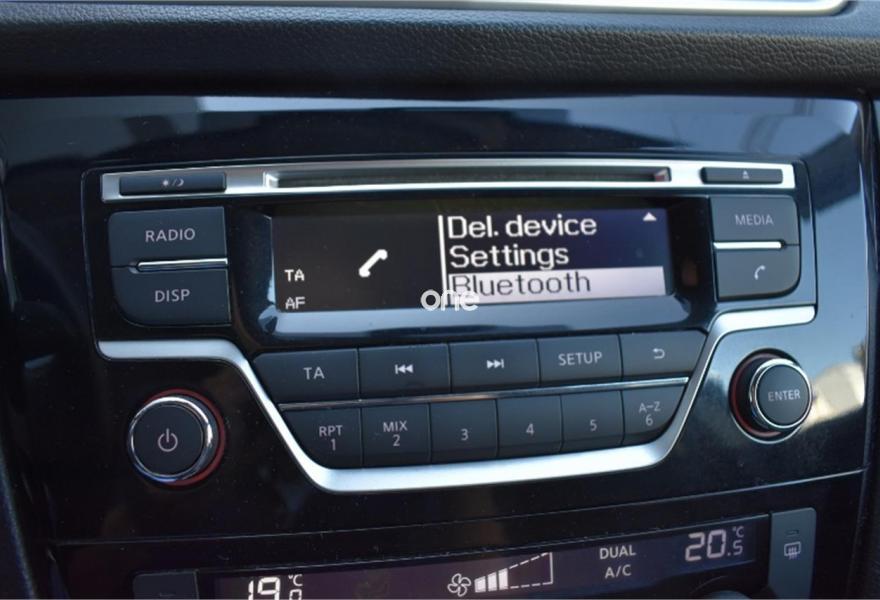 RADIO
DISP
TA
AF
Del. device
Settings
Bluetooth
one
MEDIA
TA
SETUP
RPT
1
MIX
2
3
4
5
A-Z
6
ENTER
19.0°C
DUAL
A/C
20.5°C